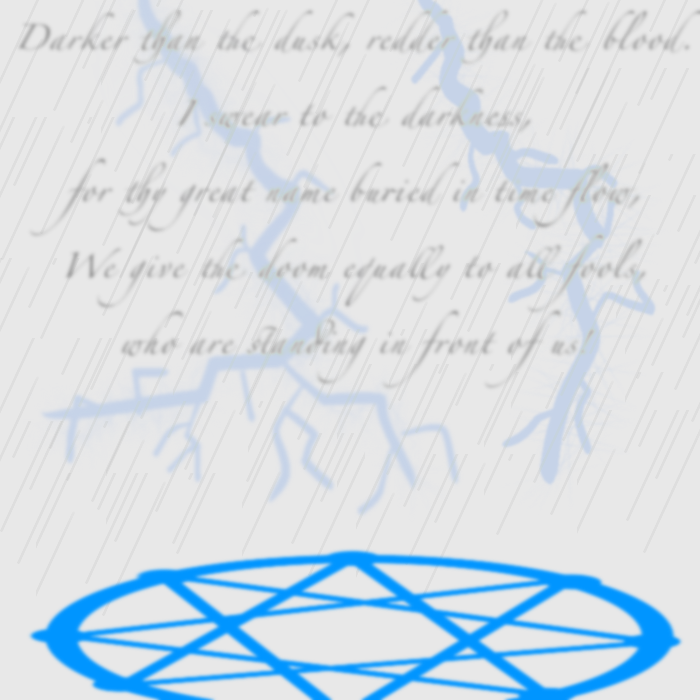 Darker than the dusk, redder than the blood.
I swear to the darkness,
for thy great name buried in time flow,
We give the doom equally to all fools,
who are standing in front of us!